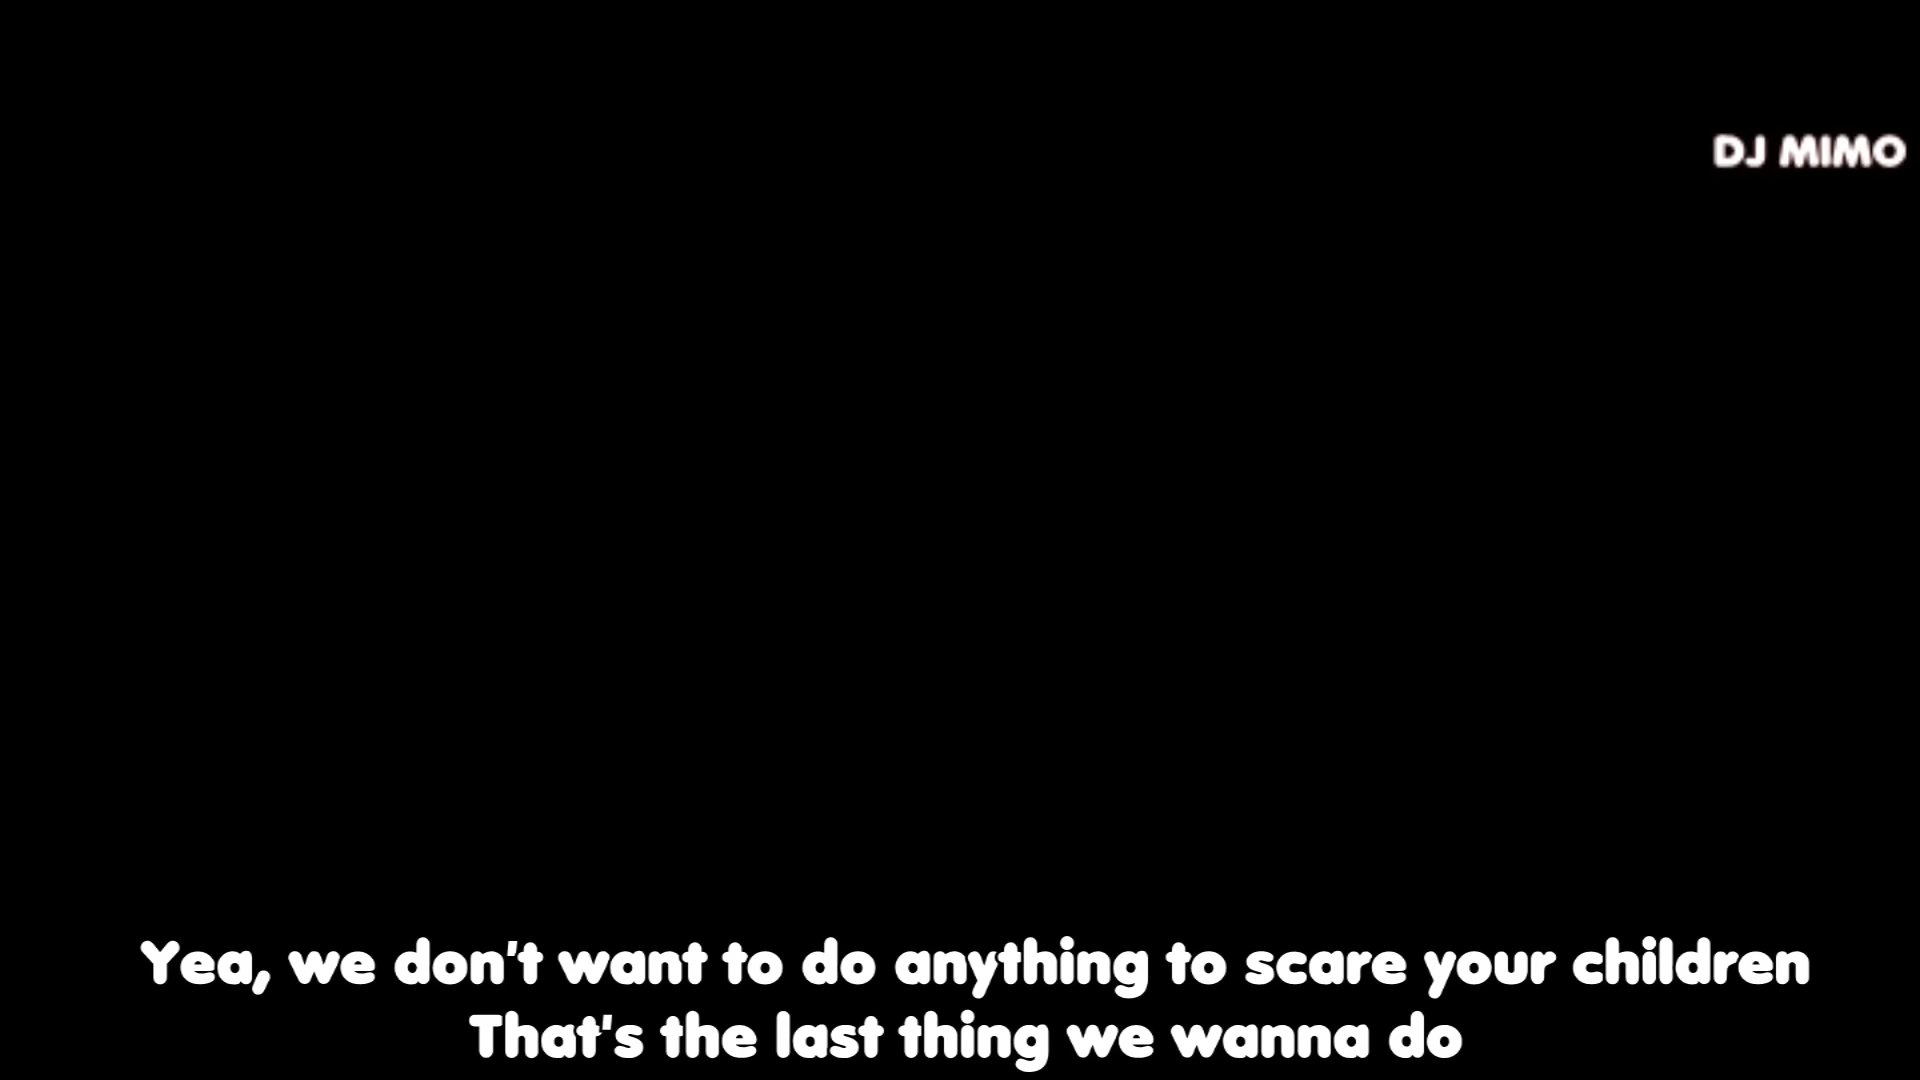 DJ MIMO
Yea, we don't want to do anything to scare your children
That's the last thing we wanna do